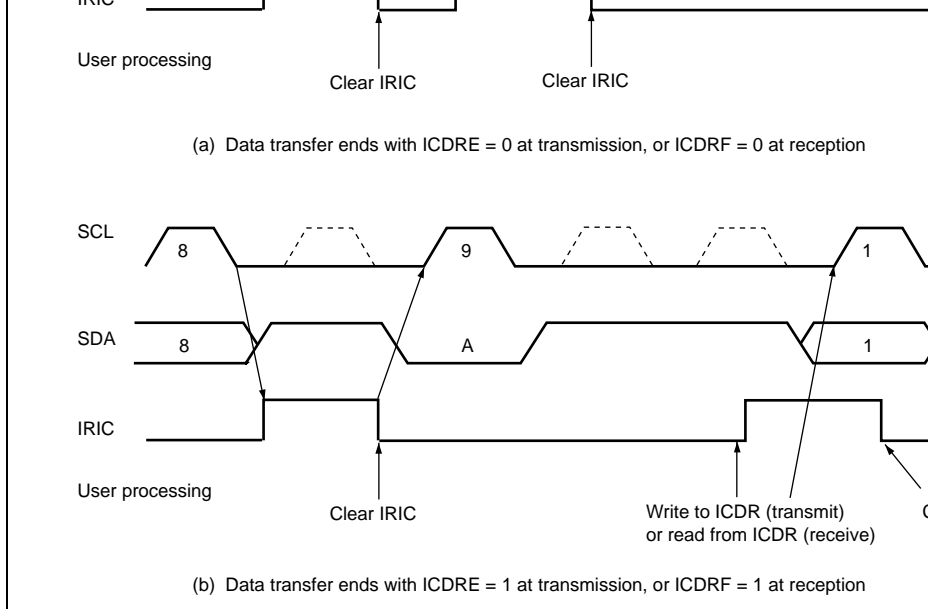 IRIC
User processing
Clear IRIC Clear IRIC
(a) Data transfer ends with ICDRE = 0 at transmission, or ICDRF = 0 at reception
SCL 8 9 1
SDA 8 A 1
IRIC
User processing
Clear IRIC
Write to ICDR (transmit)
or read from ICDR (receive)
(b) Data transfer ends with ICDRE = 1 at transmission, or ICDRF = 1 at reception